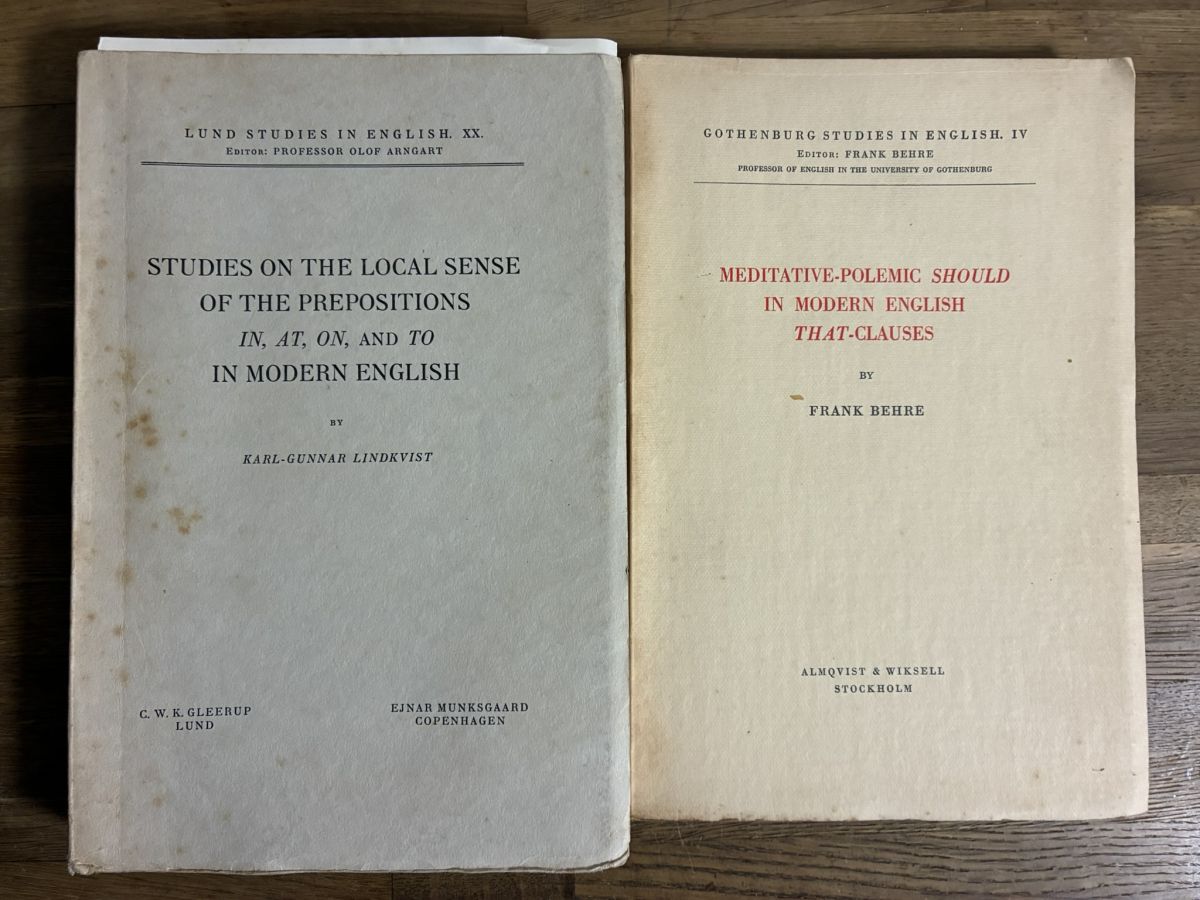 LUND STUDIES IN ENGLISH. XX.
EDITOR: PROFESSOR OLOF ARNGART
STUDIES ON THE LOCAL SENSE
OF THE PREPOSITIONS
IN, AT, ON, AND TO
IN MODERN ENGLISH
BY
KARL-GUNNAR LINDKVIST
C. W. K. GLEERUP
LUND
EJNAR MUNKSGAARD
COPENHAGEN
GOTHENBURG STUDIES IN ENGLISH. IV
EDITOR: FRANK BEHRE
PROFESSOR OF ENGLISH IN THE UNIVERSITY OF GOTHENBURG
MEDITATIVE-POLEMIC SHOULD
IN MODERN ENGLISH
THAT-CLAUSES
BY
FRANK BEHRE
ALMQVIST & WIKSELL
STOCKHOLM